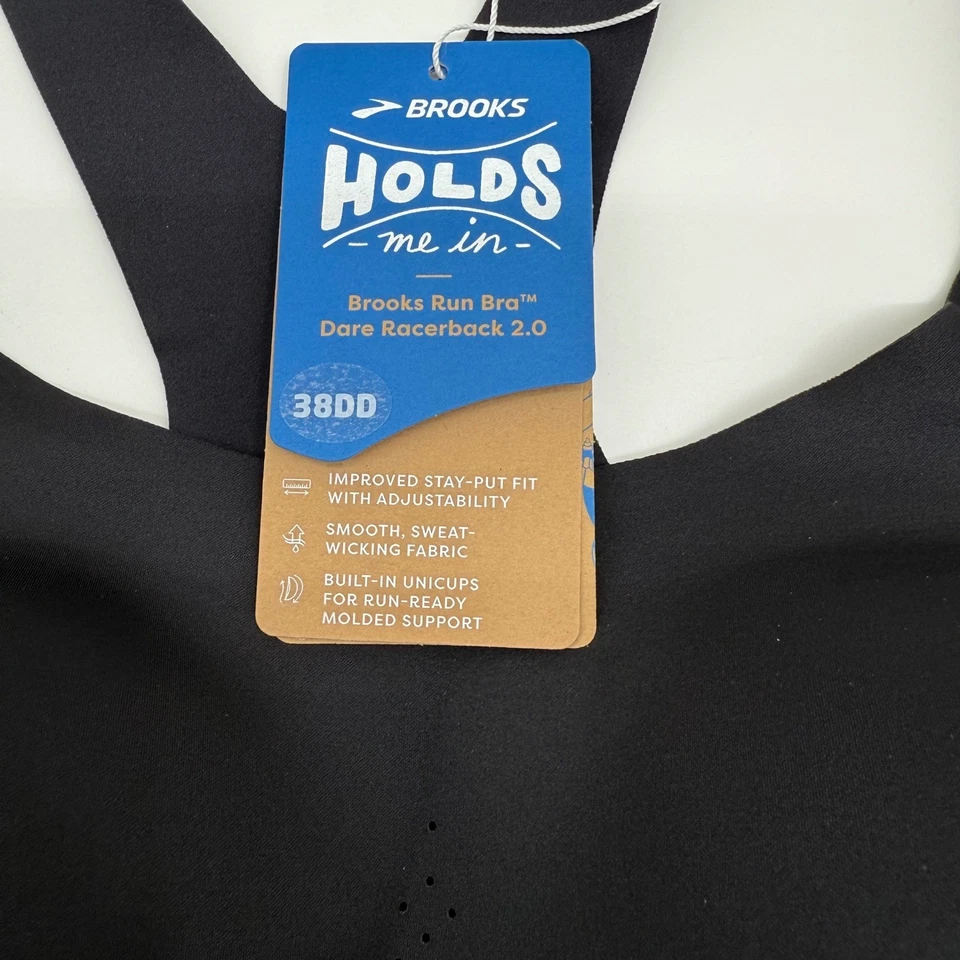 BROOKS
HOLDS
- me in -
Brooks Run Bra™
Dare Racerback 2.0
38DD
IMPROVED STAY-PUT FIT
WITH ADJUSTABILITY
SMOOTH, SWEAT-
WICKING FABRIC
BUILT-IN UNICUPS
FOR RUN-READY
MOLDED SUPPORT